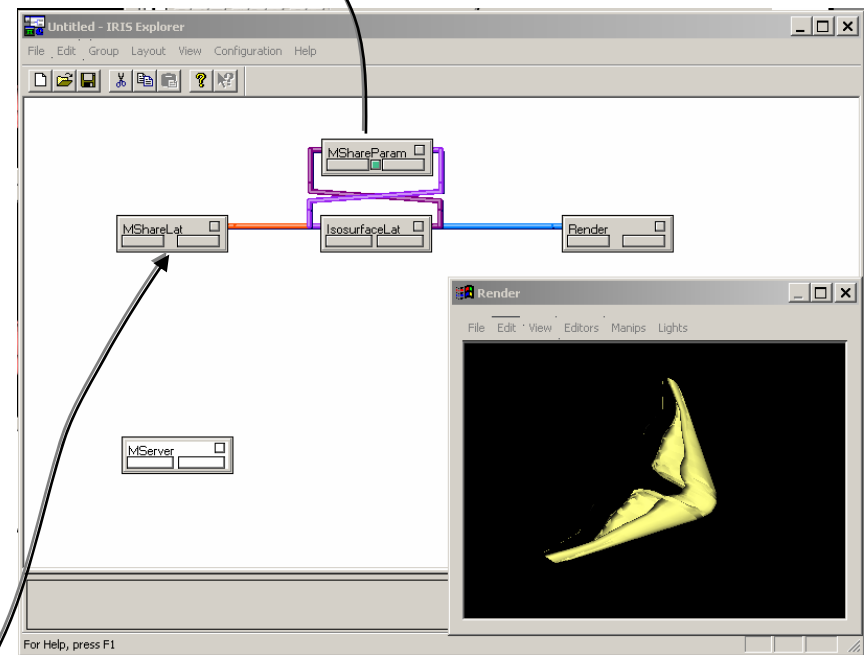 Untitled - IRIS Explorer
File Edit Group Layout View Configuration Help
MShareParam
MShareLat
IsosurfaceLat
Render
Render
File Edit View Editors Manips Lights
MServer
For Help, press F1